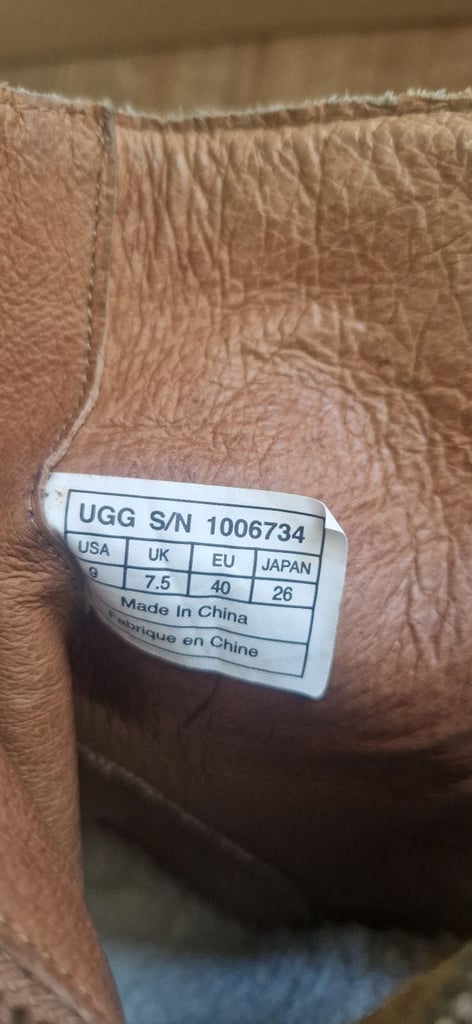 UGG S/N 1006734
USA UK EU JAPAN
9 7.5 40 26
Made In China
Fabrique en Chine